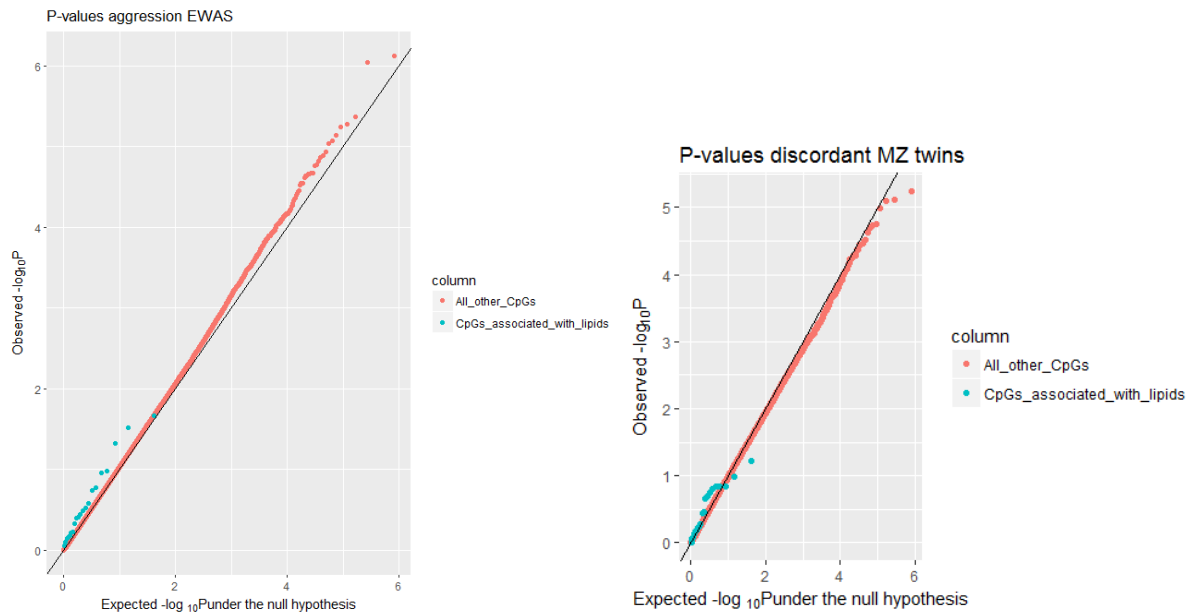 P-values aggression EWAS
6
4
2
0
Observed -log10P
0
2
4
6
Expected -log 10Punder the null hypothesis
column
All_other_CpGs
CpGs_associated_with_lipids
P-values discordant MZ twins
5
4
3
2
1
0
Observed -log10P
0
2
4
6
Expected -log 10Punder the null hypothesis
column
All_other_CpGs
CpGs_associated_with_lipids